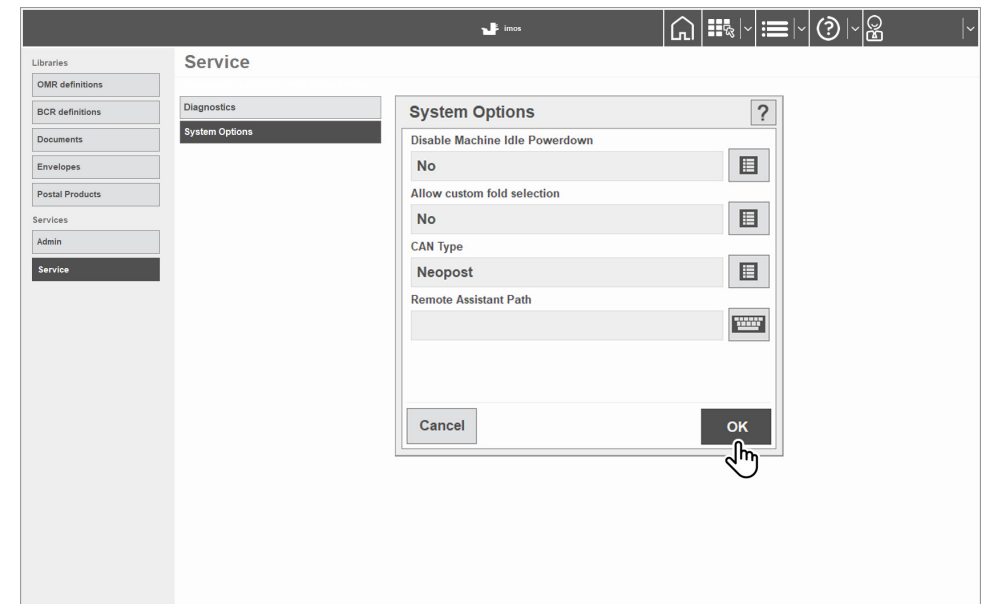 imos
Libraries
OMR definitions
BCR definitions
Documents
Envelopes
Postal Products
Services
Admin
Service
Service
Diagnostics
System Options
System Options
?
Disable Machine Idle Powerdown
No
Allow custom fold selection
No
CAN Type
Neopost
Remote Assistant Path
Cancel
OK